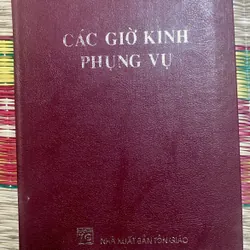 CÁC GIỜ KINH
PHỤNG VỤ
NHÀ XUẤT BẢN TÔN GIÁO